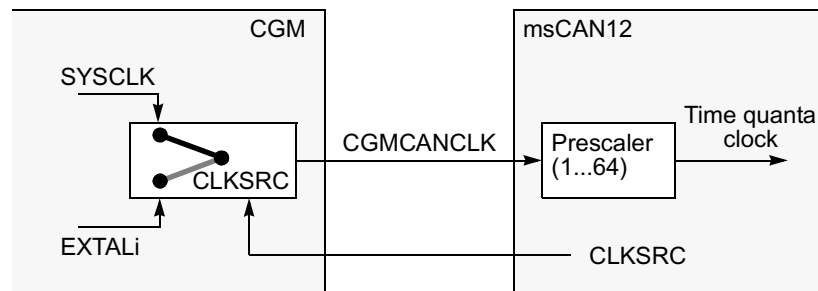 CGM
msCAN12
SYSCLK
CGMCANCLK
Prescaler
(1...64)
Time quanta
clock
CLKSRC
EXTALi
CLKSRC